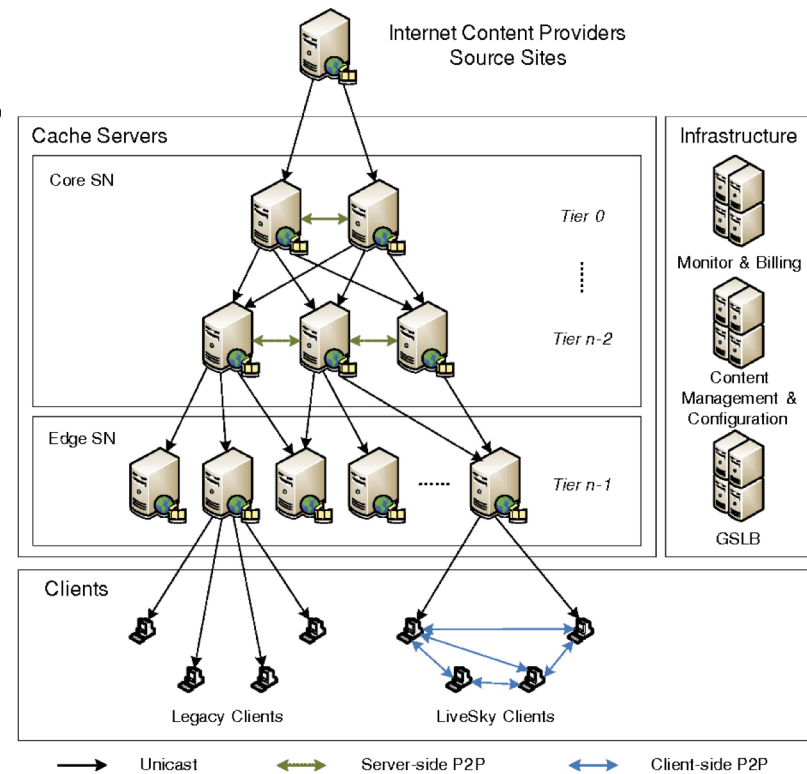 Internet Content Providers
Source Sites
Cache Servers
Infrastructure
Core SN
Tier 0
Monitor & Billing
Tier n-2
Content
Management &
Configuration
Edge SN
Tier n-1
GSLB
Clients
Legacy Clients
LiveSky Clients
Unicast
Server-side P2P
Client-side P2P